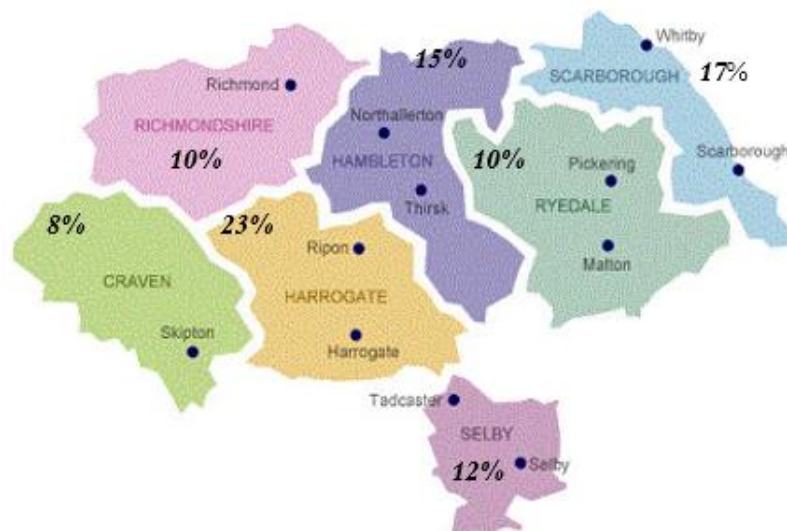 Whitby
15%
SCARBOROUGH
17%
Richmond
Northallerton
RICHMONDSHIRE
10%
HAMBLETON
10%
Pickering
Scarborough
Thirsk
RYEDALE
8%
23%
Ripon
Malton
CRAVEN
HARROGATE
Skipton
Harrogate
Tadcaster
SELBY
12%
Selby